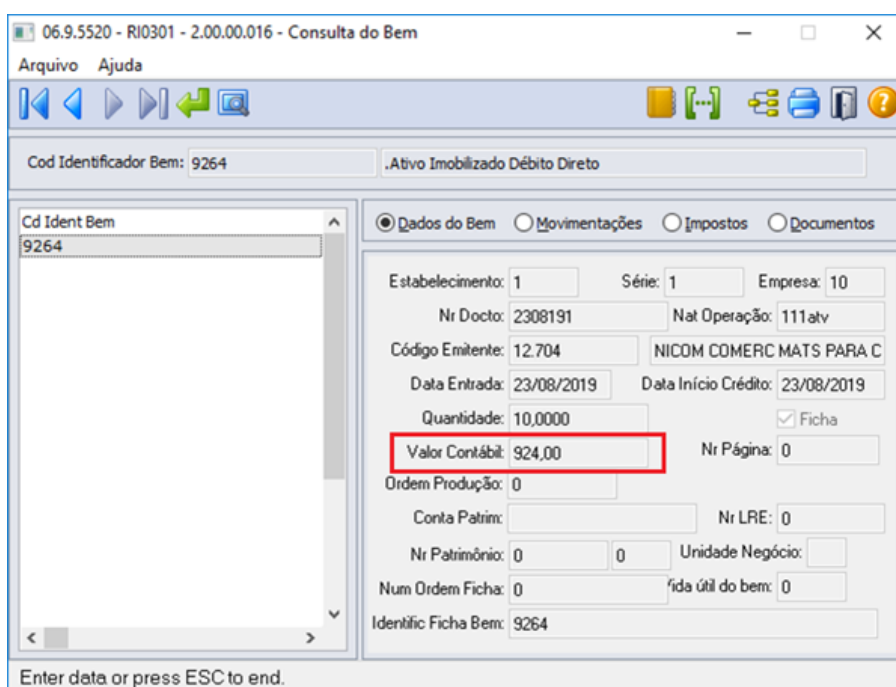 06.9.5520 - RI0301 - 2.00.00.016 - Consulta do Bem
Arquivo Ajuda
Cod Identificador Bem: 9264 .Ativo Imobilizado Débito Direto
Cd Ident Bem
9264
Dados do Bem Movimentações Impostos Documentos
Estabelecimento: 1 Série: 1 Empresa: 10
Nr Docto: 2308191 Nat Operação: 111atv
Código Emitente: 12.704 NICOM COMERC MATS PARA C
Data Entrada: 23/08/2019 Data Início Crédito: 23/08/2019
Quantidade: 10,0000 Ficha
Valor Contábil: 924,00 Nr Página: 0
Ordem Produção: 0
Conta Patrim: Nr LRE: 0
Nr Patrimônio: 0 0 Unidade Negócio:
Num Ordem Ficha: 0 ida útil do bem: 0
Identific Ficha Bem: 9264
Enter data or press ESC to end.